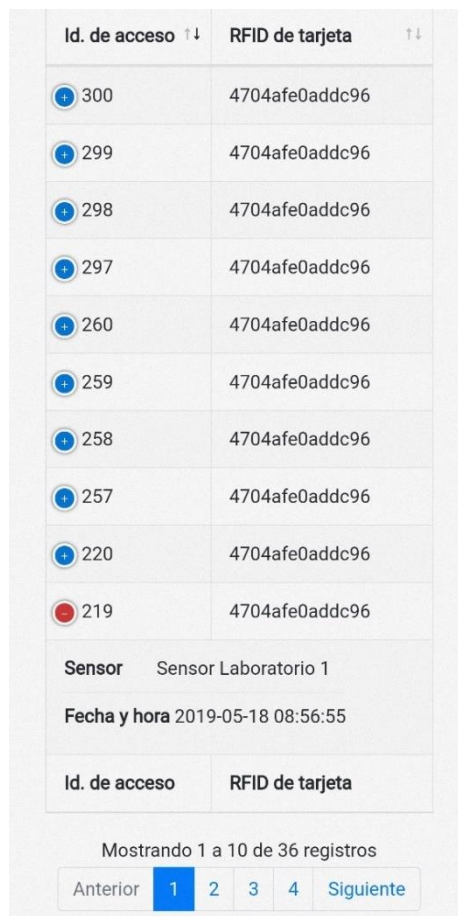 Id. de acceso ↑↓ RFID de tarjeta ↑↓
+ 300 4704afe0addc96
+ 299 4704afe0addc96
+ 298 4704afe0addc96
+ 297 4704afe0addc96
+ 260 4704afe0addc96
+ 259 4704afe0addc96
+ 258 4704afe0addc96
+ 257 4704afe0addc96
+ 220 4704afe0addc96
- 219 4704afe0addc96
Sensor Sensor Laboratorio 1
Fecha y hora 2019-05-18 08:56:55
Id. de acceso RFID de tarjeta
Mostrando 1 a 10 de 36 registros
Anterior 1 2 3 4 Siguiente